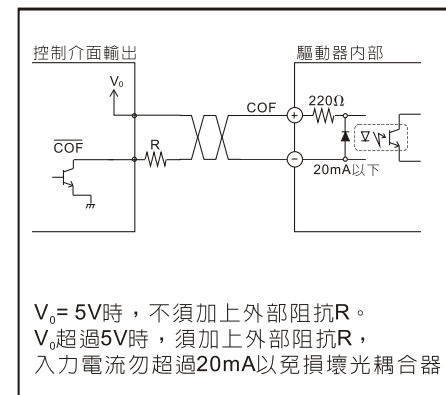 控制介面輸出
驅動器內部
V₀
COF
220Ω
COF
R
+
−
20mA以下
V₀= 5V時，不須加上外部阻抗R。
V₀超過5V時，須加上外部阻抗R，
入力電流勿超過20mA以免損壞光耦合器